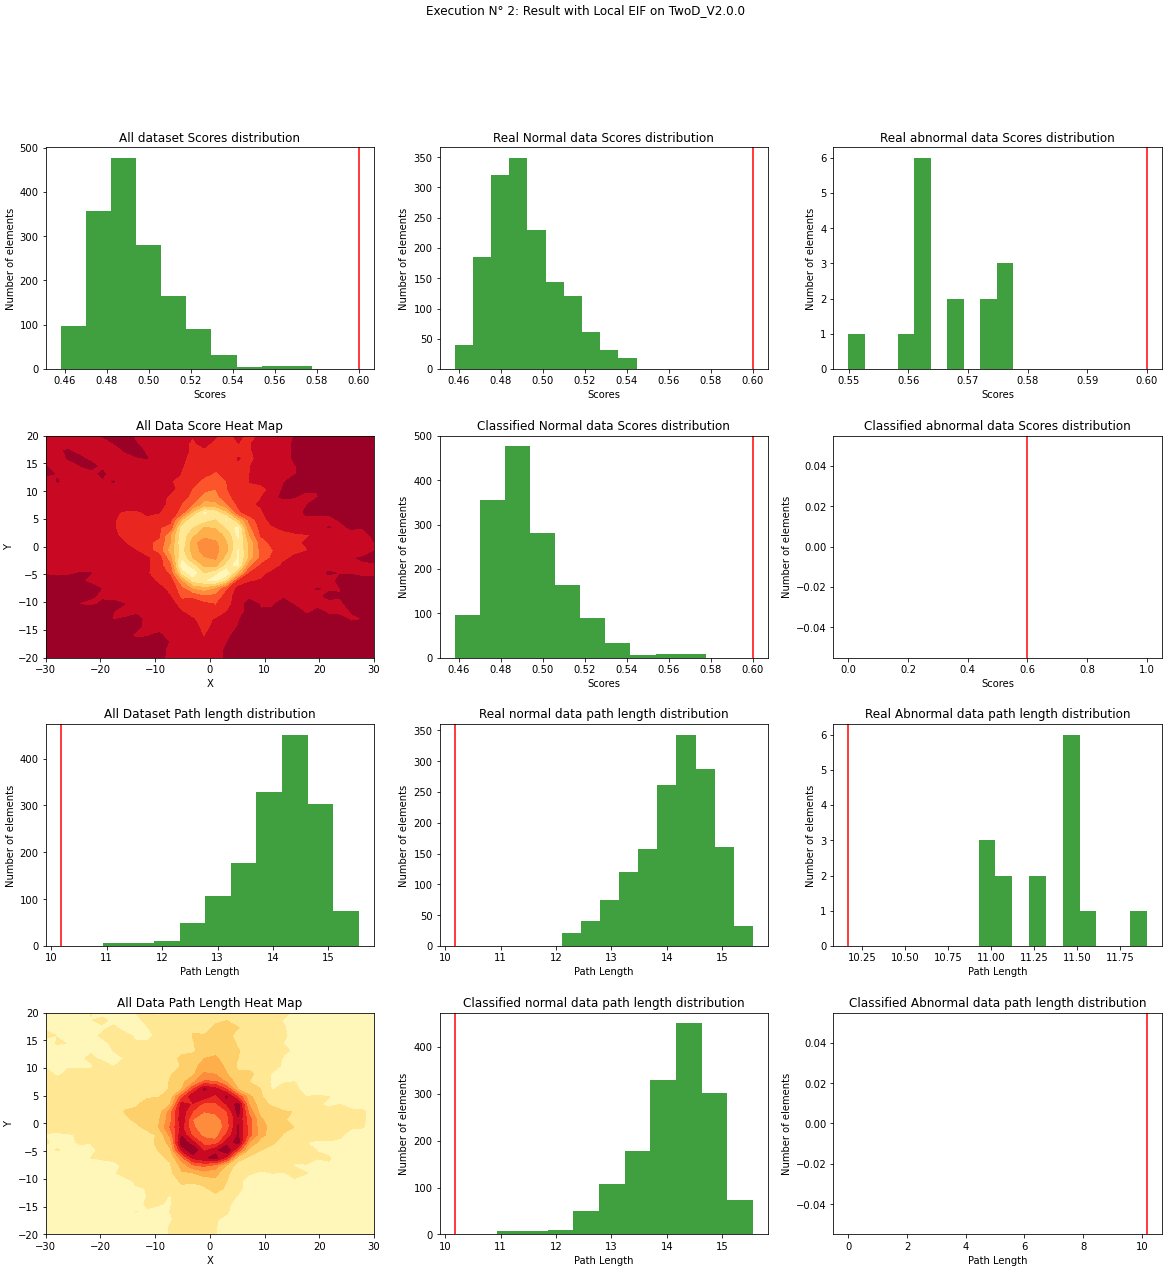 Execution N° 2: Result with Local EIF on TwoD_V2.0.0
All dataset Scores distribution
Number of elements
500
400
300
200
100
0
0.46 0.48 0.50 0.52 0.54 0.56 0.58 0.60
Scores
Real Normal data Scores distribution
Number of elements
350
300
250
200
150
100
50
0
0.46 0.48 0.50 0.52 0.54 0.56 0.58 0.60
Scores
Real abnormal data Scores distribution
Number of elements
6
5
4
3
2
1
0
0.55 0.56 0.57 0.58 0.59 0.60
Scores
All Data Score Heat Map
Y
20
15
10
5
0
−5
−10
−15
−20
−30 −20 −10 0 10 20 30
X
Classified Normal data Scores distribution
Number of elements
500
400
300
200
100
0
0.46 0.48 0.50 0.52 0.54 0.56 0.58 0.60
Scores
Classified abnormal data Scores distribution
Number of elements
0.04
0.02
0.00
−0.02
−0.04
0.0 0.2 0.4 0.6 0.8 1.0
Scores
All Dataset Path length distribution
Number of elements
400
300
200
100
0
10 11 12 13 14 15
Path Length
Real normal data path length distribution
Number of elements
350
300
250
200
150
100
50
0
10 11 12 13 14 15
Path Length
Real Abnormal data path length distribution
Number of elements
6
5
4
3
2
1
0
10.25 10.50 10.75 11.00 11.25 11.50 11.75
Path Length
All Data Path Length Heat Map
Y
20
15
10
5
0
−5
−10
−15
−20
−30 −20 −10 0 10 20 30
X
Classified normal data path length distribution
Number of elements
400
300
200
100
0
10 11 12 13 14 15
Path Length
Classified Abnormal data path length distribution
Number of elements
0.04
0.02
0.00
−0.02
−0.04
0 2 4 6 8 10
Path Length